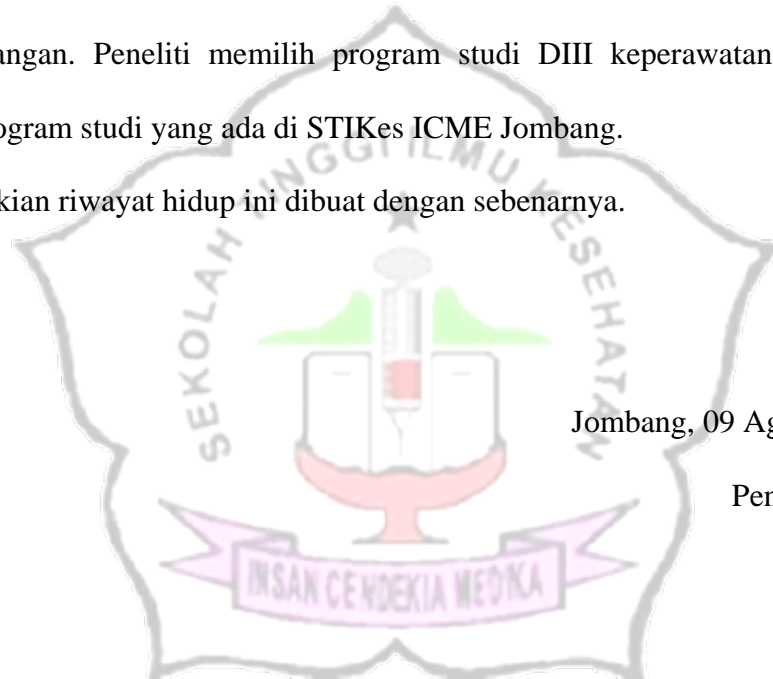 angan. Peneliti memilih program studi DIII keperawatan
ogram studi yang ada di STIKes ICME Jombang.
kian riwayat hidup ini dibuat dengan sebenarnya.
SEKOLAH TINGGI ILMU KESEHATAN
Jombang, 09 Ag
Pen
INSAN CENDEKIA MEDIKA